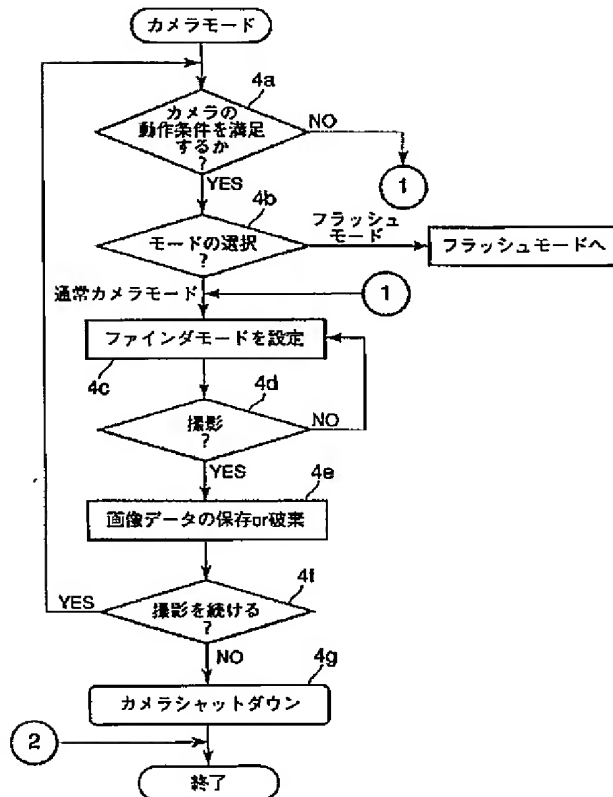 カメラモード
4a
カメラの
動作条件を満足
するか
?
NO
1
YES
4b
モードの選択
?
フラッシュ
モード
フラッシュモードへ
通常カメラモード
1
ファインダモードを設定
4c
4d
撮影
?
NO
YES
4e
画像データの保存or破棄
4f
撮影を続ける
?
YES
NO
4g
カメラシャットダウン
2
終了